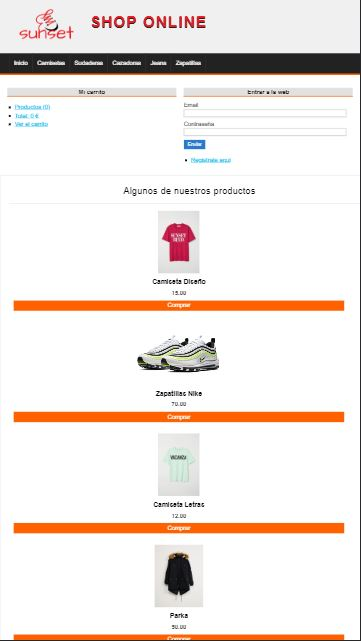 sunset
SHOP ONLINE
Inicio Camisetas Sudaderas Cazadoras Jeans Zapatillas
Mi carrito
Productos (0)
Total: 0 €
Ver el carrito
Entrar a la web
Email
Contraseña
Enviar
Registrate aqui
Algunos de nuestros productos
SUNSET
Camiseta Diseño
15.00
Comprar
Zapatillas Nike
70.00
Comprar
VACANZA
Camiseta Letras
12.00
Comprar
Parka
50.00
Comprar